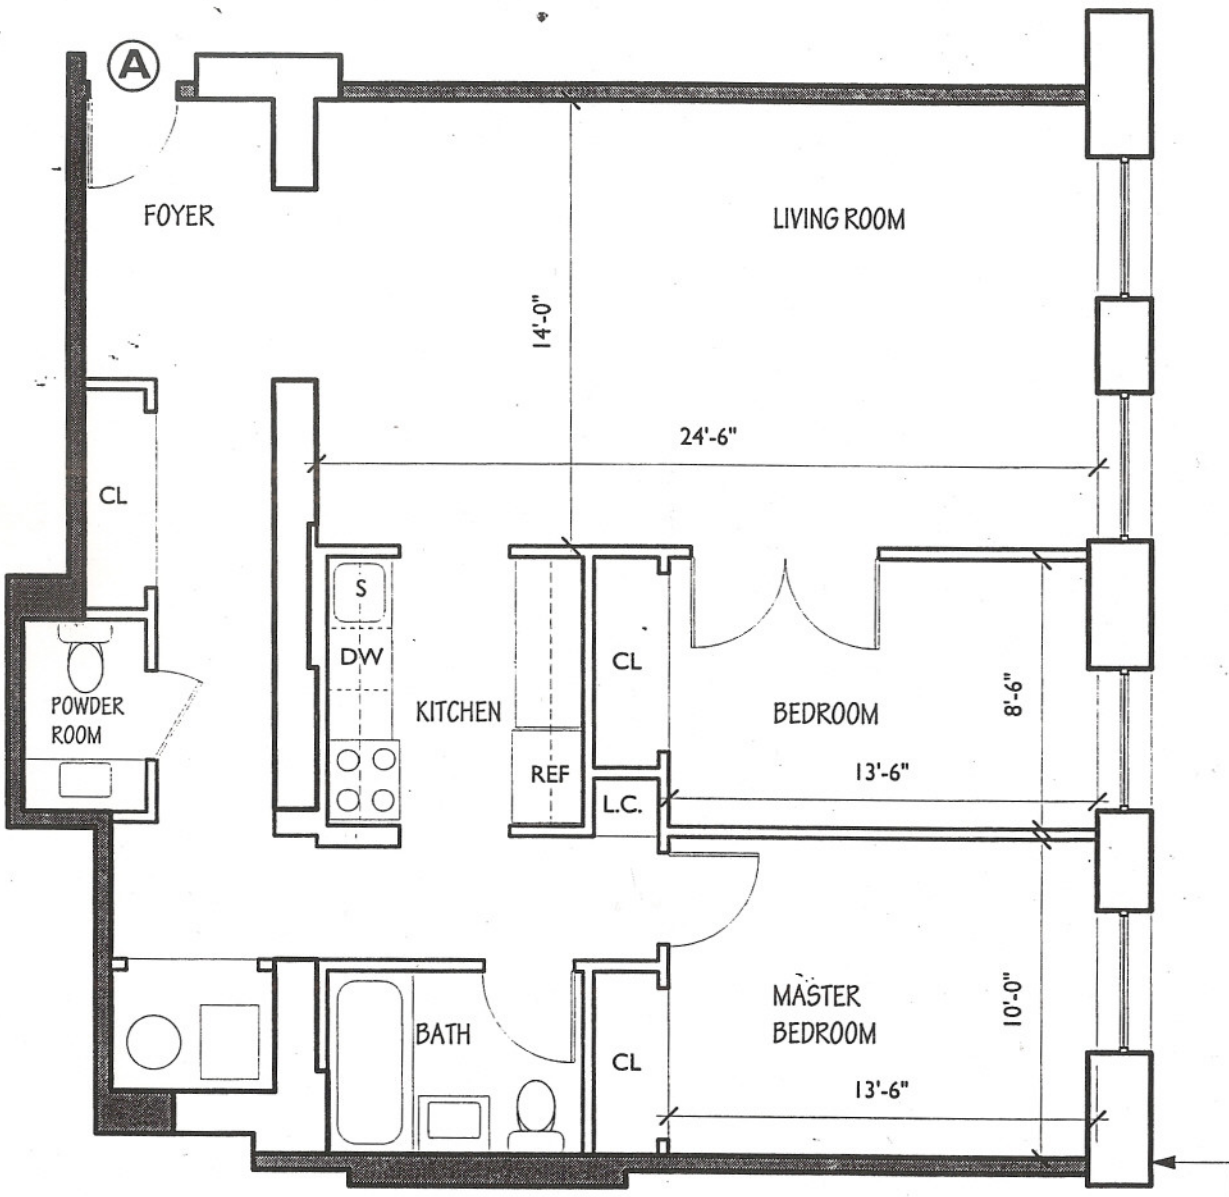 A
FOYER
LIVING ROOM
14'-0"
24'-6"
CL
S
DW
KITCHEN
REF
CL
L.C.
BEDROOM
8'-6"
13'-6"
POWDER
ROOM
BATH
CL
MASTER
BEDROOM
10'-0"
13'-6"